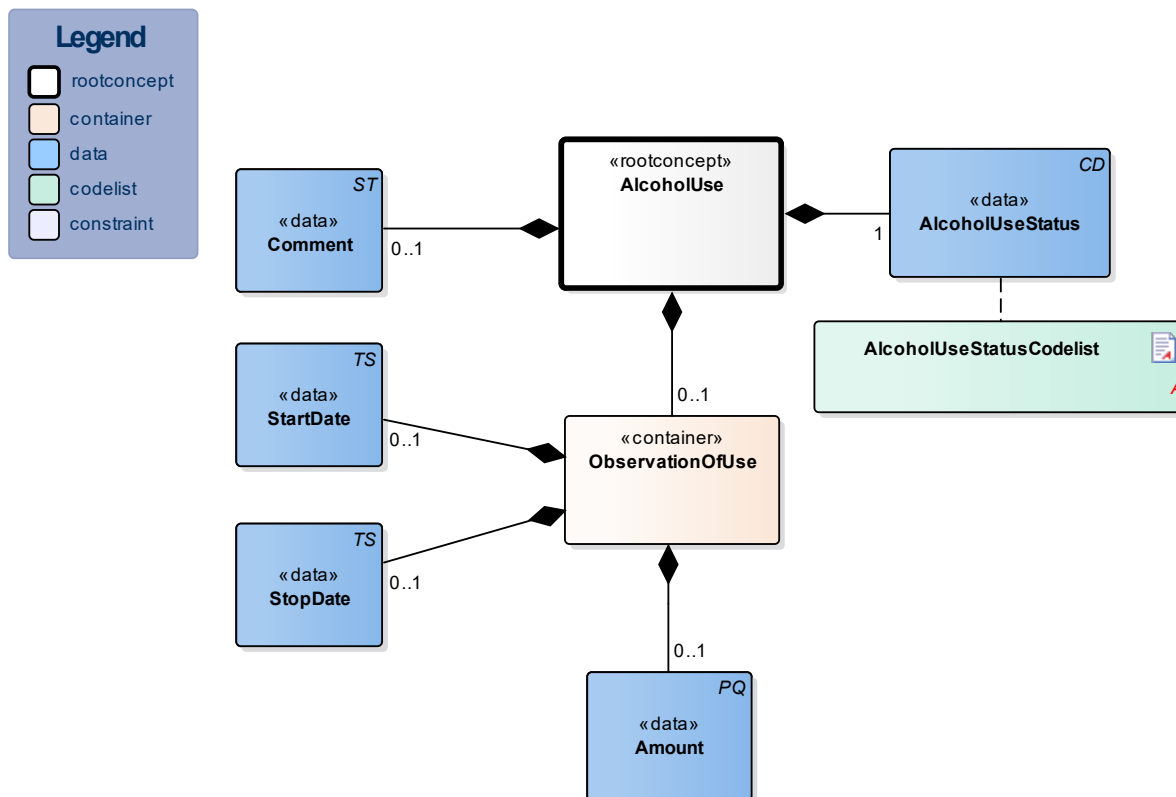 Legend
rootconcept
container
data
codelist
constraint
«rootconcept»
AlcoholUse
ST
«data»
Comment
0..1
CD
«data»
AlcoholUseStatus
1
AlcoholUseStatusCodelist
0..1
TS
«data»
StartDate
0..1
«container»
ObservationOfUse
TS
«data»
StopDate
0..1
0..1
PQ
«data»
Amount